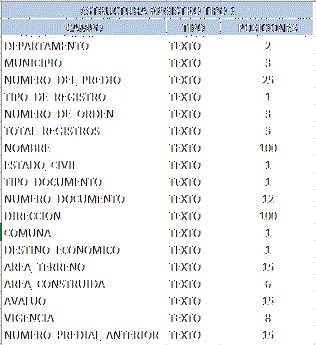 ESTRUCTURA REGISTRO TIPO 1
CAMPO TIPO POSICIONES
DEPARTAMENTO TEXTO 2
MUNICIPIO TEXTO 3
NUMERO_DEL_PREDIO TEXTO 25
TIPO_DE_REGISTRO TEXTO 1
NUMERO_DE_ORDEN TEXTO 3
TOTAL_REGISTROS TEXTO 3
NOMBRE TEXTO 100
ESTADO_CIVIL TEXTO 1
TIPO_DOCUMENTO TEXTO 1
NUMERO_DOCUMENTO TEXTO 12
DIRECCION TEXTO 100
COMUNA TEXTO 1
DESTINO_ECONOMICO TEXTO 1
AREA_TERRENO TEXTO 15
AREA_CONSTRUIDA TEXTO 6
AVALUO TEXTO 15
VIGENCIA TEXTO 8
NUMERO_PREDIAL_ANTERIOR TEXTO 15